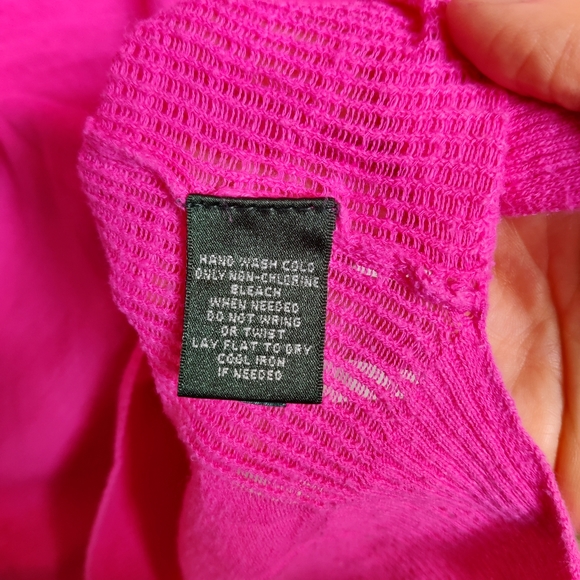 HAND WASH COLD
ONLY NON-CHLORINE
BLEACH
WHEN NEEDED
DO NOT WRING
OR TWIST
LAY FLAT TO DRY
COOL IRON
IF NEEDED